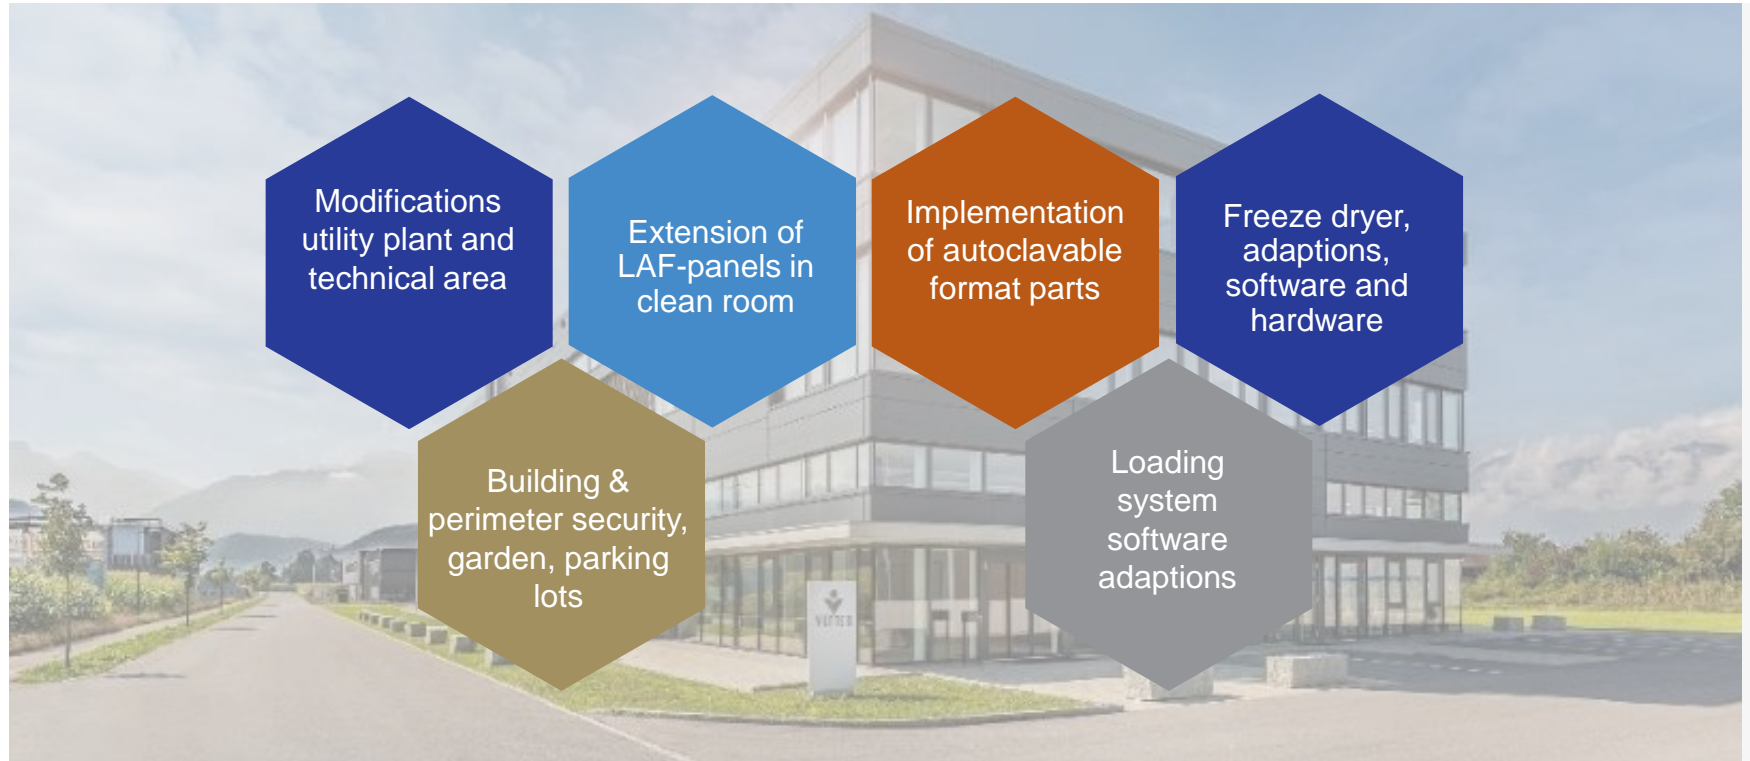 Modifications
utility plant and
technical area
Extension of
LAF-panels in
clean room
Implementation
of autoclavable
format parts
Freeze dryer,
adaptions,
software and
hardware
Building &
perimeter security,
garden, parking
lots
Loading
system
software
adaptions